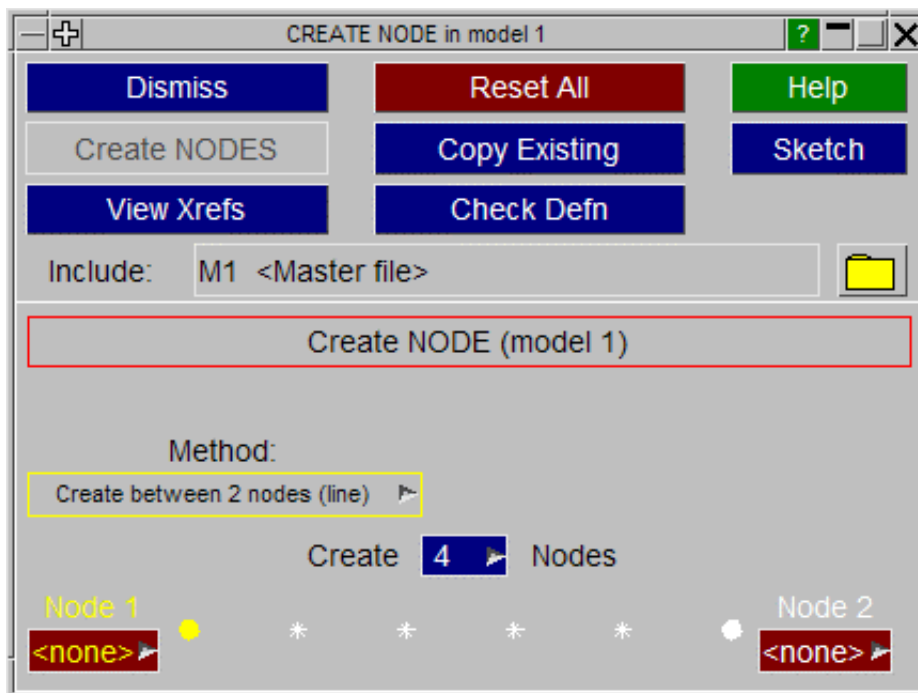 CREATE NODE in model 1 ?
Dismiss Reset All Help
Create NODES Copy Existing Sketch
View Xrefs Check Defn
Include: M1 <Master file>
Create NODE (model 1)
Method:
Create between 2 nodes (line)
Create 4 Nodes
Node 1 Node 2
<none> <none>